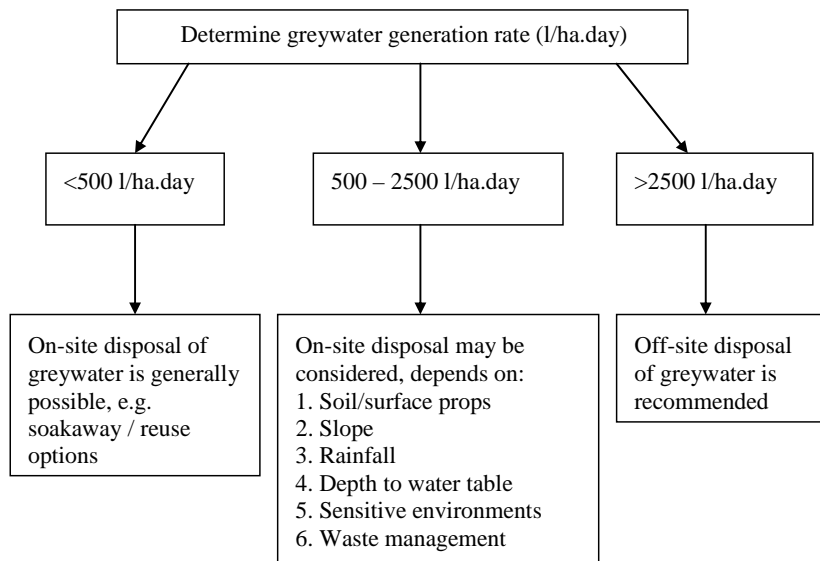 Determine greywater generation rate (l/ha.day)
<500 l/ha.day
500 – 2500 l/ha.day
>2500 l/ha.day
On-site disposal of
greywater is generally
possible, e.g.
soakaway / reuse
options
On-site disposal may be
considered, depends on:
1. Soil/surface props
2. Slope
3. Rainfall
4. Depth to water table
5. Sensitive environments
6. Waste management
Off-site disposal
of greywater is
recommended